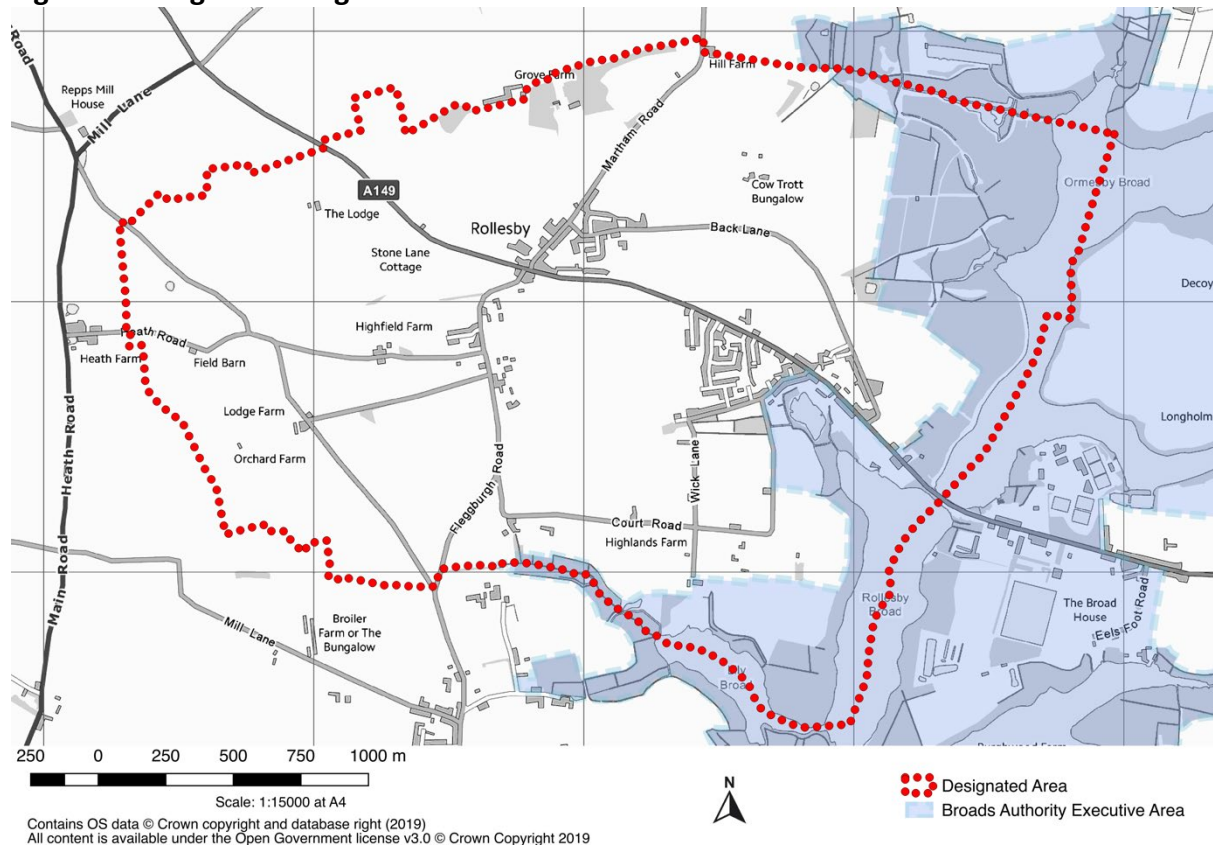 Road
Repps Mill
House
Mill Lane
Grove Farm
Hill Farm
Martham Road
A149
The Lodge
Cow Trott
Bungalow
Ormesby Broad
Rollesby
Back Lane
Stone Lane
Cottage
Decoy
Highfield Farm
Heath Road
Heath Farm
Field Barn
Main Road
Heath Road
Lodge Farm
Longholm
Orchard Farm
Fleggburgh Road
Wick Lane
Court Road
Highlands Farm
Rollesby
Broad
The Broad
House
Eels Foot Road
Mill Lane
Broiler
Farm or The
Bungalow
Broad
250 0 250 500 750 1000 m
Scale: 1:15000 at A4
N
Designated Area
Broads Authority Executive Area
Contains OS data © Crown copyright and database right (2019)
All content is available under the Open Government license v3.0 © Crown Copyright 2019